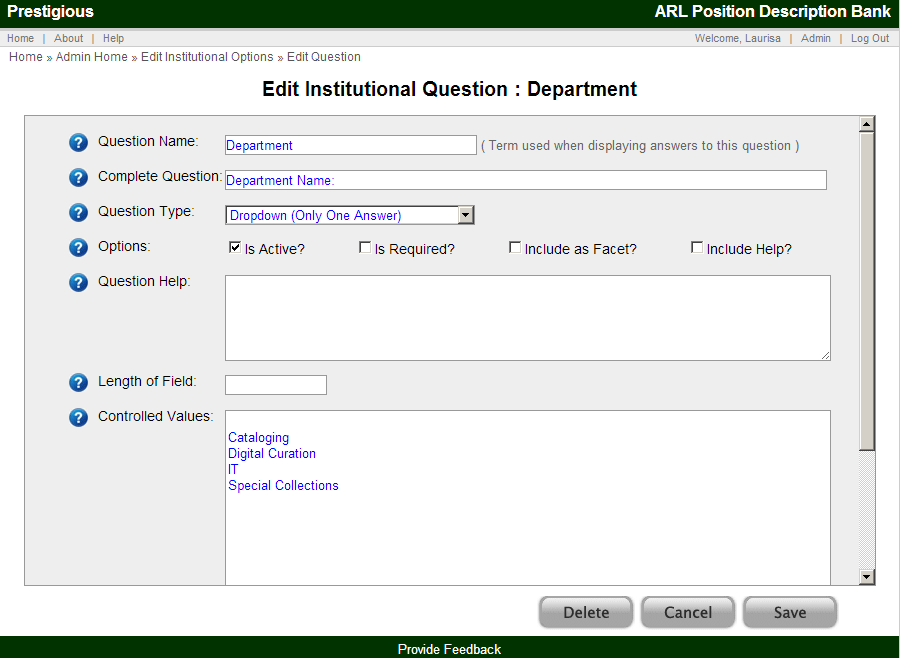 Prestigious ARL Position Description Bank
Home | About | Help Welcome, Laurisa | Admin | Log Out
Home » Admin Home » Edit Institutional Options » Edit Question
Edit Institutional Question : Department
? Question Name: Department ( Term used when displaying answers to this question )
? Complete Question: Department Name:
? Question Type: Dropdown (Only One Answer)
? Options: Is Active? Is Required? Include as Facet? Include Help?
? Question Help:
? Length of Field:
? Controlled Values:
Cataloging
Digital Curation
IT
Special Collections
Delete Cancel Save
Provide Feedback